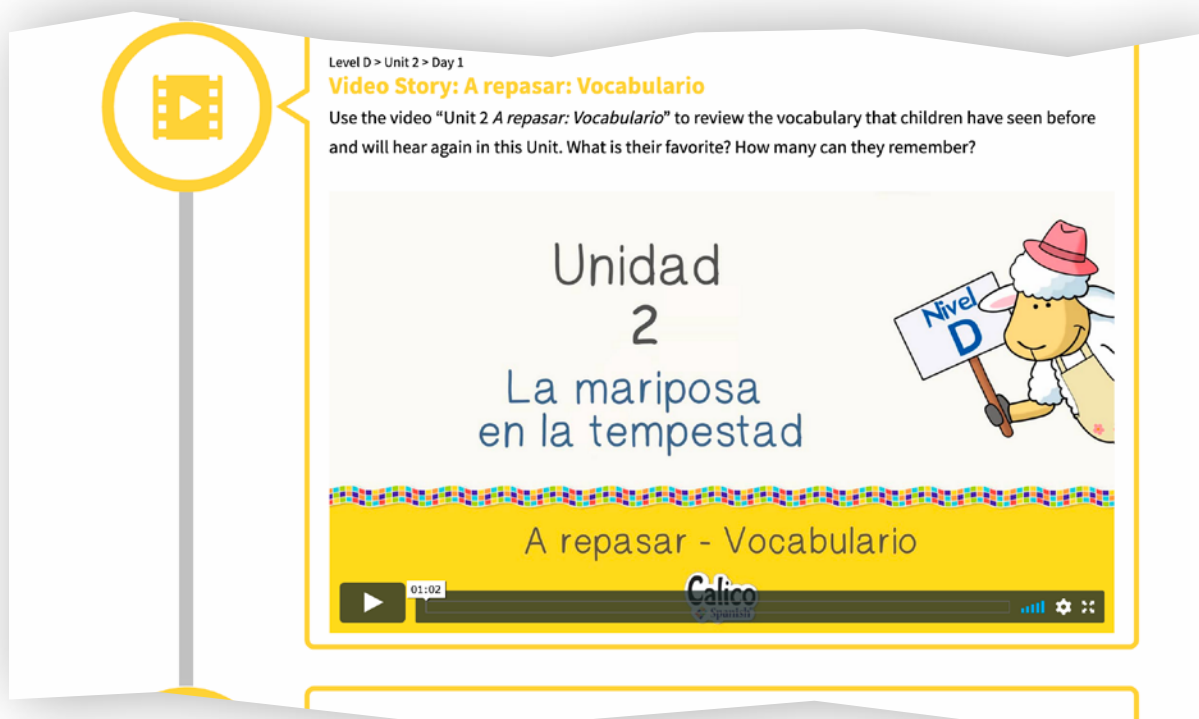 Level D > Unit 2 > Day 1
Video Story: A repasar: Vocabulario
Use the video “Unit 2 A repasar: Vocabulario” to review the vocabulary that children have seen before
and will hear again in this Unit. What is their favorite? How many can they remember?
Unidad
2
Nivel
D
La mariposa
en la tempestad
A repasar - Vocabulario
01:02
Calico
Spanish